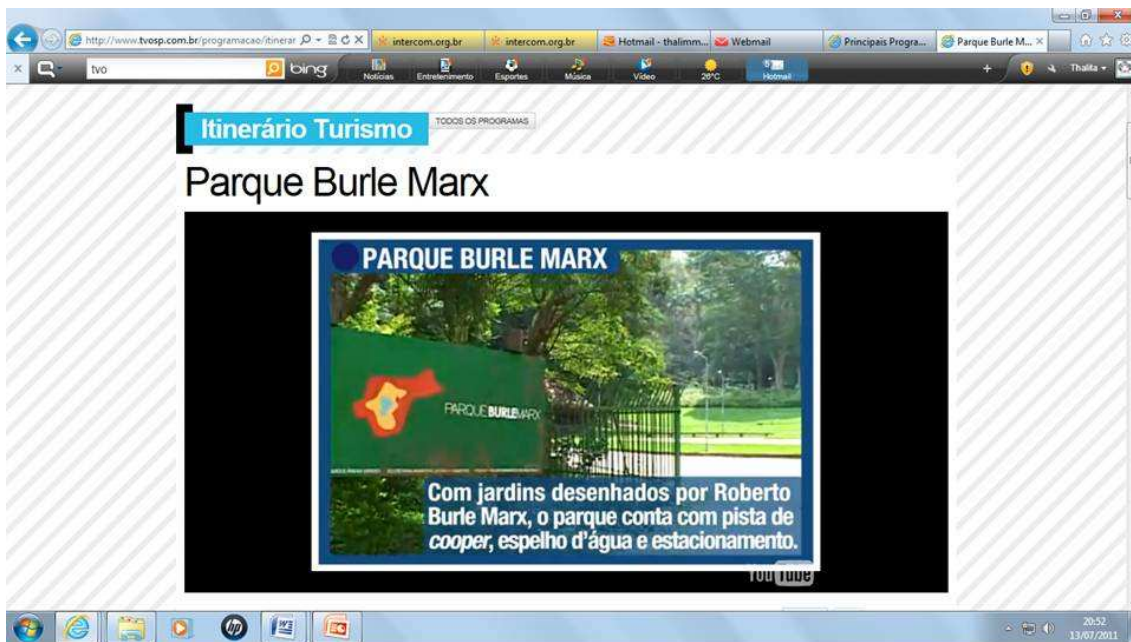 http://www.tvosp.com.br/programacao/itinerar
intercom.org.br
intercom.org.br
Hotmail - thalimm...
Webmail
Principais Progra...
Parque Burle M...
tvo
bing
Notícias
Entretenimento
Esportes
Música
Vídeo
20°C
Hotmail
Thalita
Itinerário Turismo
TODOS OS PROGRAMAS
Parque Burle Marx
PARQUE BURLE MARX
PARQUE BURLE MARX
Com jardins desenhados por Roberto
Burle Marx, o parque conta com pista de
cooper, espelho d'água e estacionamento.
YouTube
20:52
13/07/2011